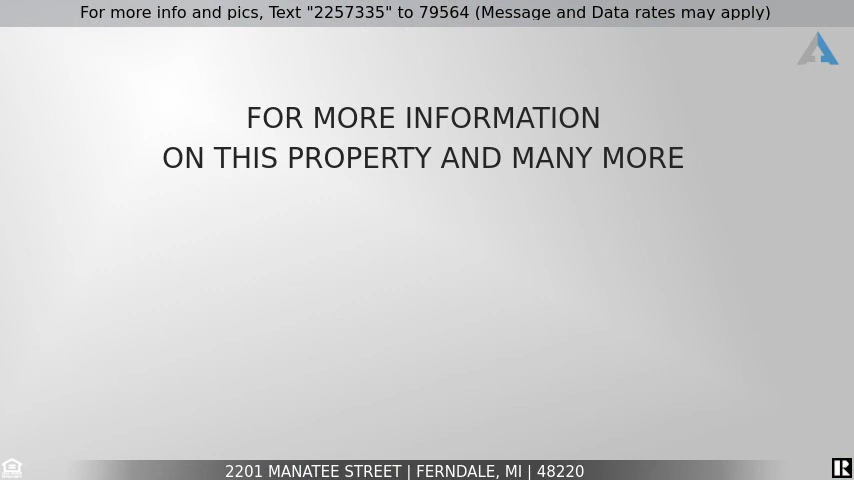 For more info and pics, Text "2257335" to 79564 (Message and Data rates may apply)
FOR MORE INFORMATION
ON THIS PROPERTY AND MANY MORE
2201 MANATEE STREET | FERNDALE, MI | 48220